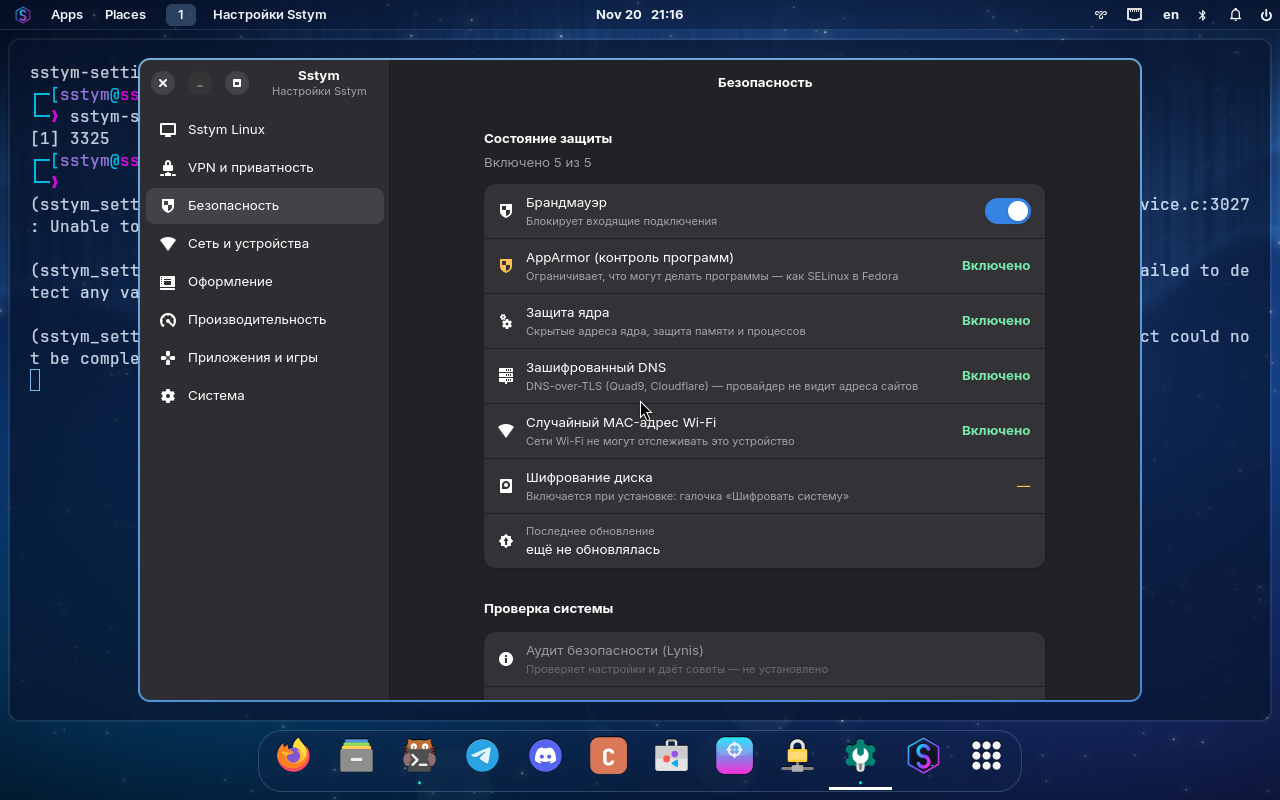 Apps Places 1 Настройки Sstym Nov 20 21:16 en
sstym-setti
[sstym@ss
sstym-s
[1] 3325
[sstym@ss
(sstym_sett vice.c:3027
: Unable to
(sstym_sett ailed to de
tect any va
(sstym_sett ct could no
t be comple
Sstym
Настройки Sstym
Sstym Linux
VPN и приватность
Безопасность
Сеть и устройства
Оформление
Производительность
Приложения и игры
Система
Безопасность
Состояние защиты
Включено 5 из 5
Брандмауэр
Блокирует входящие подключения
AppArmor (контроль программ)
Ограничивает, что могут делать программы — как SELinux в Fedora
Включено
Защита ядра
Скрытые адреса ядра, защита памяти и процессов
Включено
Зашифрованный DNS
DNS-over-TLS (Quad9, Cloudflare) — провайдер не видит адреса сайтов
Включено
Случайный MAC-адрес Wi-Fi
Сети Wi-Fi не могут отслеживать это устройство
Включено
Шифрование диска
Включается при установке: галочка «Шифровать систему»
—
Последнее обновление
ещё не обновлялась
Проверка системы
Аудит безопасности (Lynis)
Проверяет настройки и даёт советы — не установлено
C